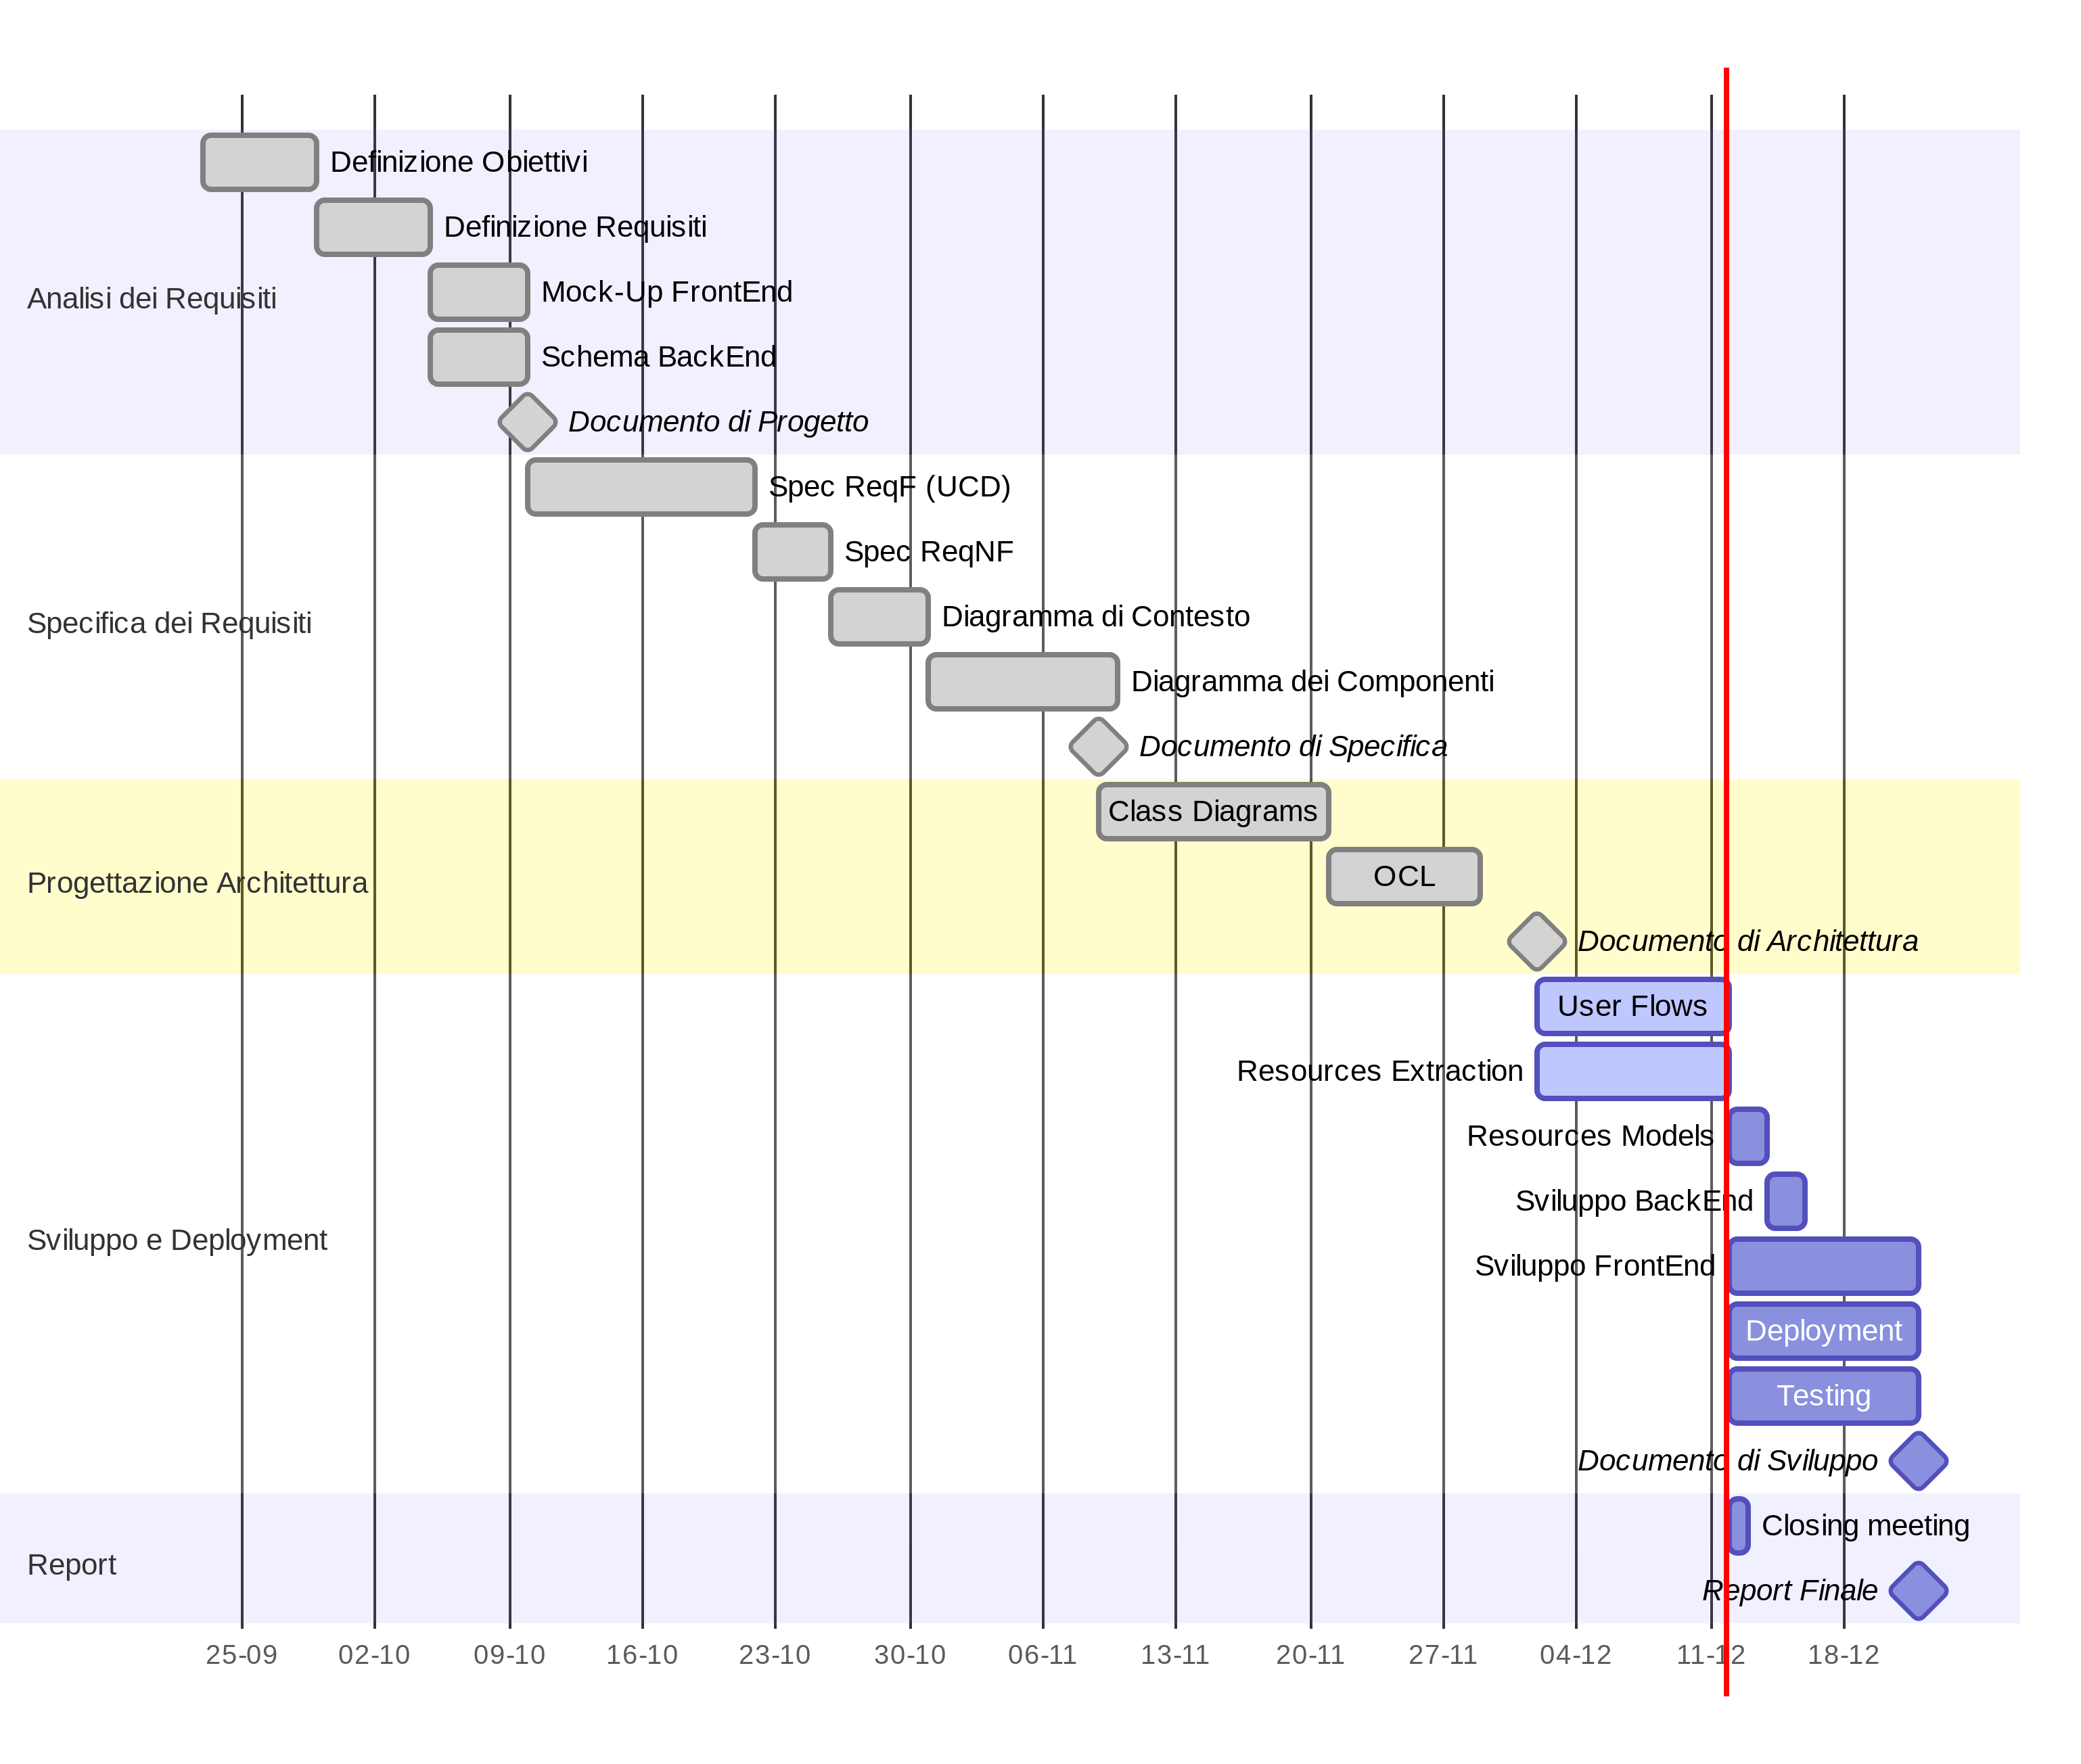 Definizione Obiettivi
Definizione Requisiti
Analisi dei Requisiti
Mock-Up FrontEnd
Schema BackEnd
Documento di Progetto
Spec ReqF (UCD)
Spec ReqNF
Specifica dei Requisiti
Diagramma di Contesto
Diagramma dei Componenti
Documento di Specifica
Class Diagrams
Progettazione Architettura
OCL
Documento di Architettura
User Flows
Resources Extraction
Resources Models
Sviluppo BackEnd
Sviluppo e Deployment
Sviluppo FrontEnd
Deployment
Testing
Documento di Sviluppo
Closing meeting
Report
Report Finale
25-09 02-10 09-10 16-10 23-10 30-10 06-11 13-11 20-11 27-11 04-12 11-12 18-12